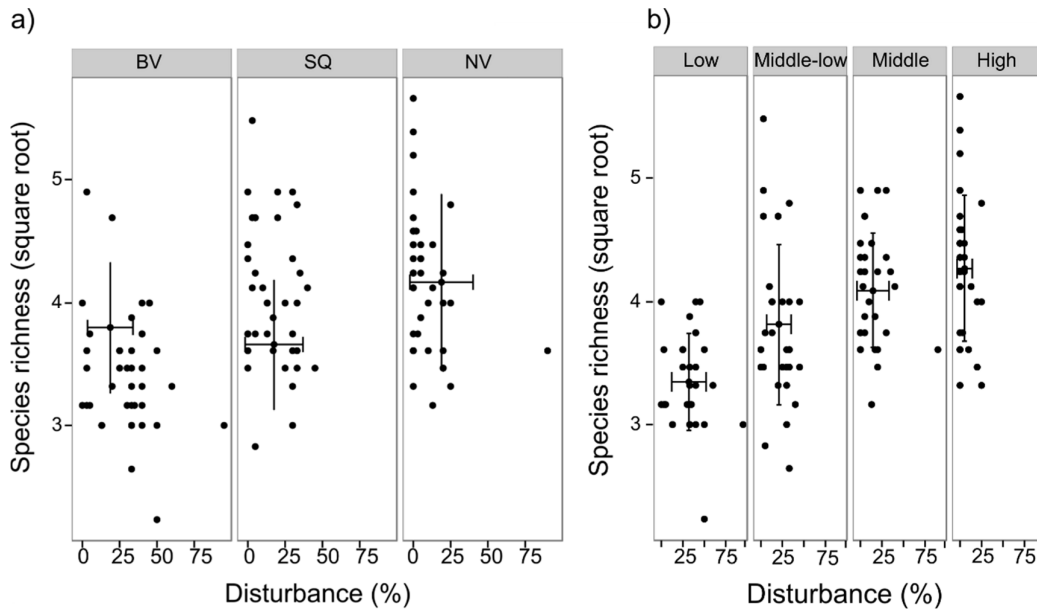 a)
BV SQ NV
Species richness (square root)
5
4
3
0 25 50 75 0 25 50 75 0 25 50 75
Disturbance (%)
b)
Low Middle-low Middle High
Species richness (square root)
5
4
3
25 75 25 75 25 75 25 75
Disturbance (%)